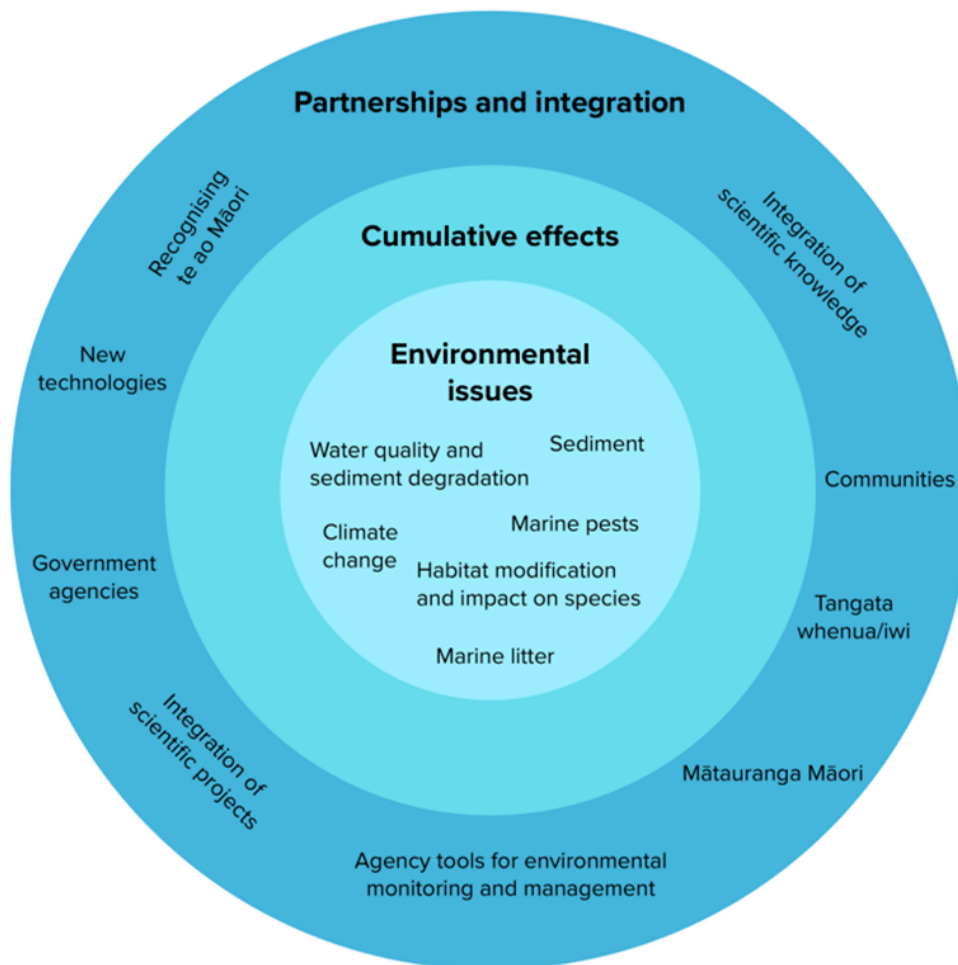 Partnerships and integration
Recognising
te ao Māori
Integration of
scientific knowledge
Cumulative effects
New
technologies
Environmental
issues
Water quality and
sediment degradation
Sediment
Communities
Climate
change
Marine pests
Habitat modification
and impact on species
Government
agencies
Tangata
whenua/iwi
Marine litter
Integration of
scientific projects
Mātauranga Māori
Agency tools for environmental
monitoring and management